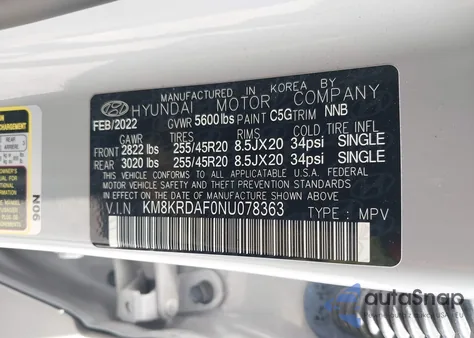 MANUFACTURED IN KOREA BY
HYUNDAI MOTOR COMPANY
FEB/2022 GVWR 5600lbs PAINT C5G TRIM NNB
GAWR TIRES RIMS COLD INFL
FRONT 2822 lbs 255/45R20 8.5JX20 34psi SINGLE
REAR 3020 lbs 255/45R20 8.5JX20 34psi SINGLE
THIS VEHICLE CONFORMS TO ALL APPLICABLE U.S.A. FEDERAL MOTOR
VEHICLE SAFETY BUMPER AND THEFT PREVENTION STANDARDS IN
EFFECT ON THE DATE OF MANUFACTURE SHOWN ABOVE.
V.I.N KM8KRDAF0NU078363 TYPE : MPV
N06
autoSnap